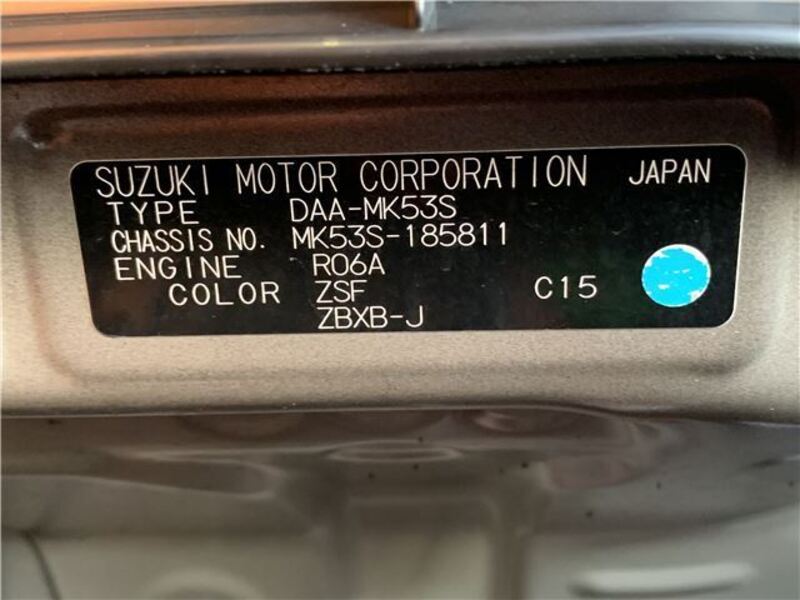 SUZUKI MOTOR CORPORATION JAPAN
TYPE DAA-MK53S
CHASSIS NO. MK53S-185811
ENGINE R06A
COLOR ZSF C15
ZBXB-J